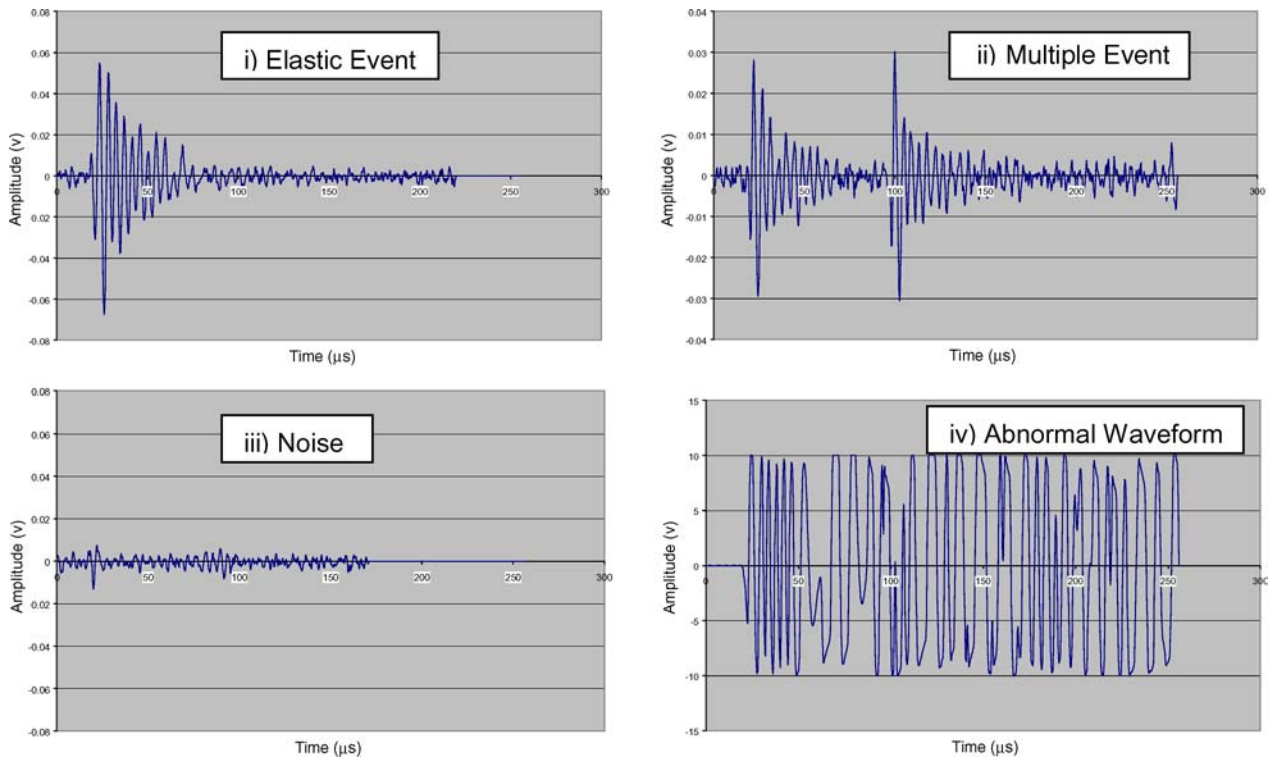 i) Elastic Event
Amplitude (v)
0.08
0.06
0.04
0.02
0
0.02
-0.04
-0.06
-0.08
0 50 100 150 200 250 300
Time (µs)
ii) Multiple Event
Amplitude (v)
0.04
0.03
0.02
0.01
0
-0.01
-0.02
-0.03
-0.04
0 50 100 150 200 250 300
Time (µs)
iii) Noise
Amplitude (v)
0.08
0.06
0.04
0.02
0
-0.02
-0.04
-0.06
-0.08
0 50 100 150 200 250 300
Time (µs)
iv) Abnormal Waveform
Amplitude (v)
15
10
5
0
-5
-10
-15
0 50 100 150 200 250 300
Time (µs)